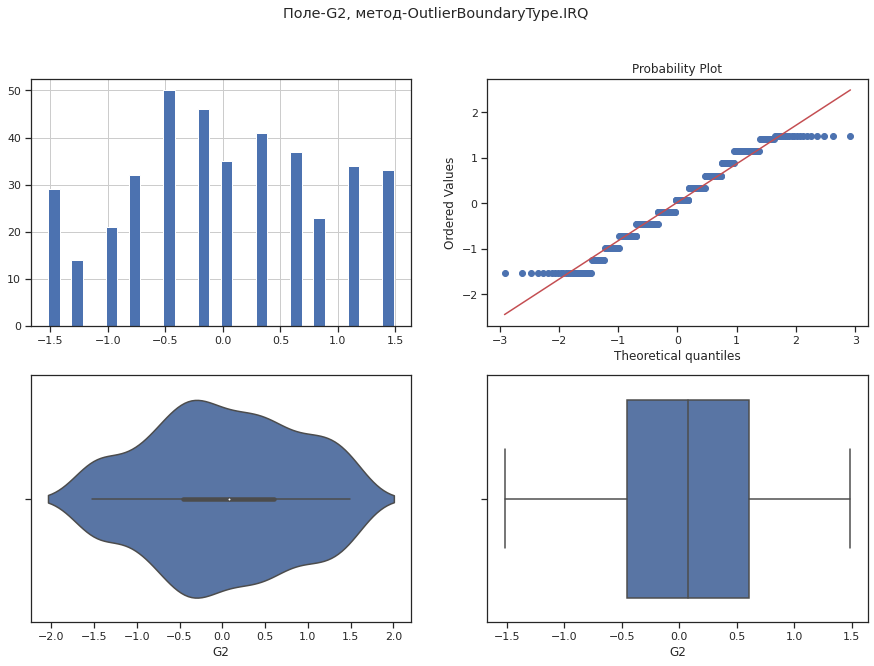 Поле-G2, метод-OutlierBoundaryType.IRQ
50
40
30
20
10
0
−1.5 −1.0 −0.5 0.0 0.5 1.0 1.5
Probability Plot
Ordered Values
2
1
0
−1
−2
−3 −2 −1 0 1 2 3
Theoretical quantiles
−2.0 −1.5 −1.0 −0.5 0.0 0.5 1.0 1.5 2.0
G2
−1.5 −1.0 −0.5 0.0 0.5 1.0 1.5
G2